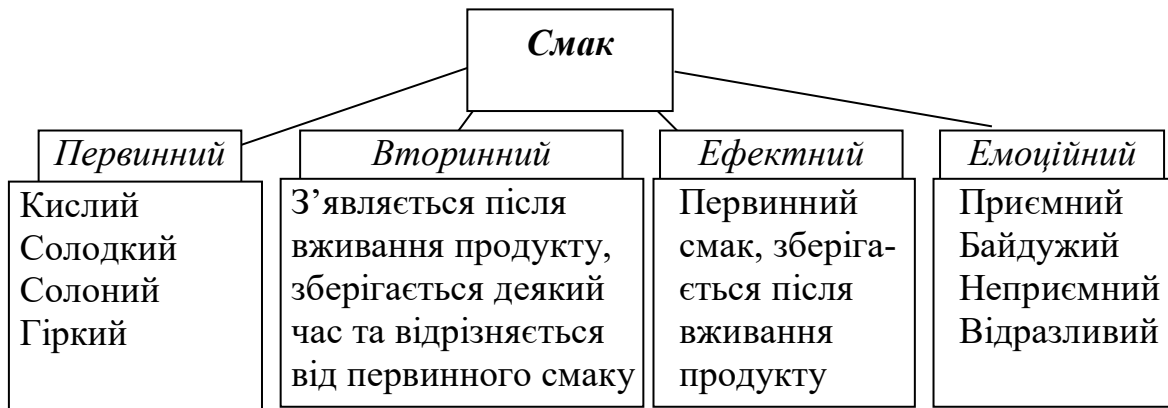 Смак
Первинний
Кислий
Солодкий
Солоний
Гіркий
Вторинний
З’являється після
вживання продукту,
зберігається деякий
час та відрізняється
від первинного смаку
Ефектний
Первинний
смак, зберіга-
ється після
вживання
продукту
Емоційний
Приємний
Байдужий
Неприємний
Відразливий